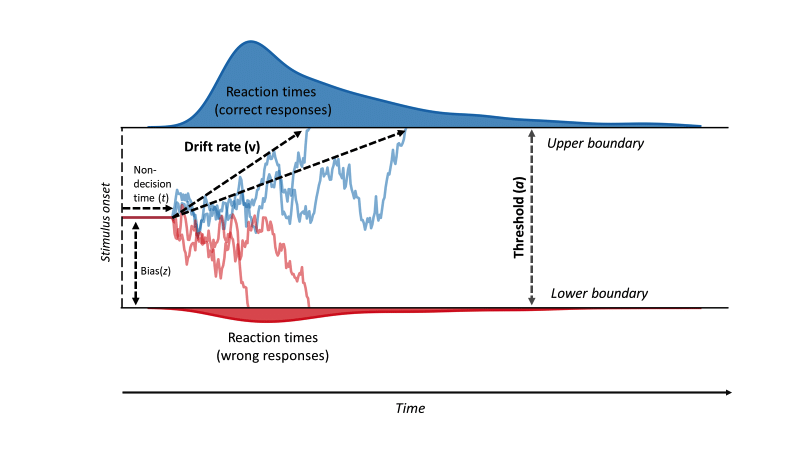 Reaction times
(correct responses)
Drift rate (v)
Upper boundary
Non-
decision
time (t)
Stimulus onset
Threshold (a)
Bias(z)
Lower boundary
Reaction times
(wrong responses)
Time